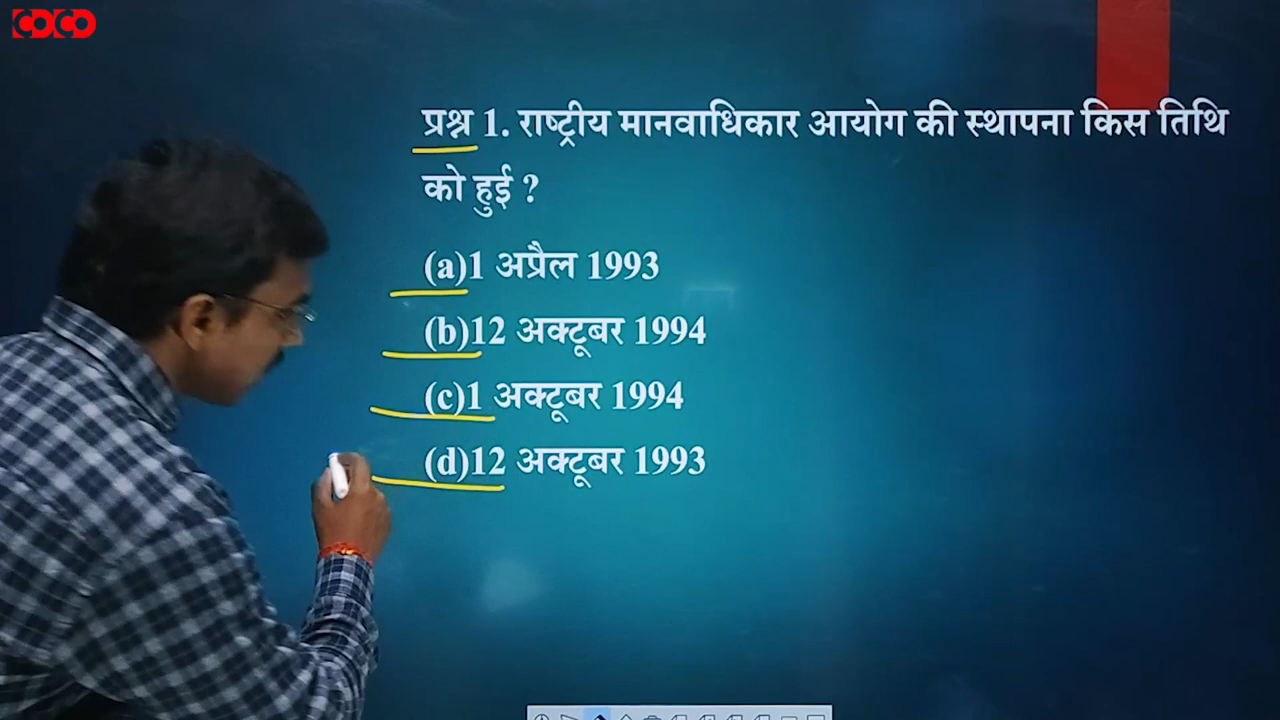 COCO
प्रश्न 1. राष्ट्रीय मानवाधिकार आयोग की स्थापना किस तिथि
को हुई ?
(a)1 अप्रैल 1993
(b)12 अक्टूबर 1994
(c)1 अक्टूबर 1994
(d)12 अक्टूबर 1993